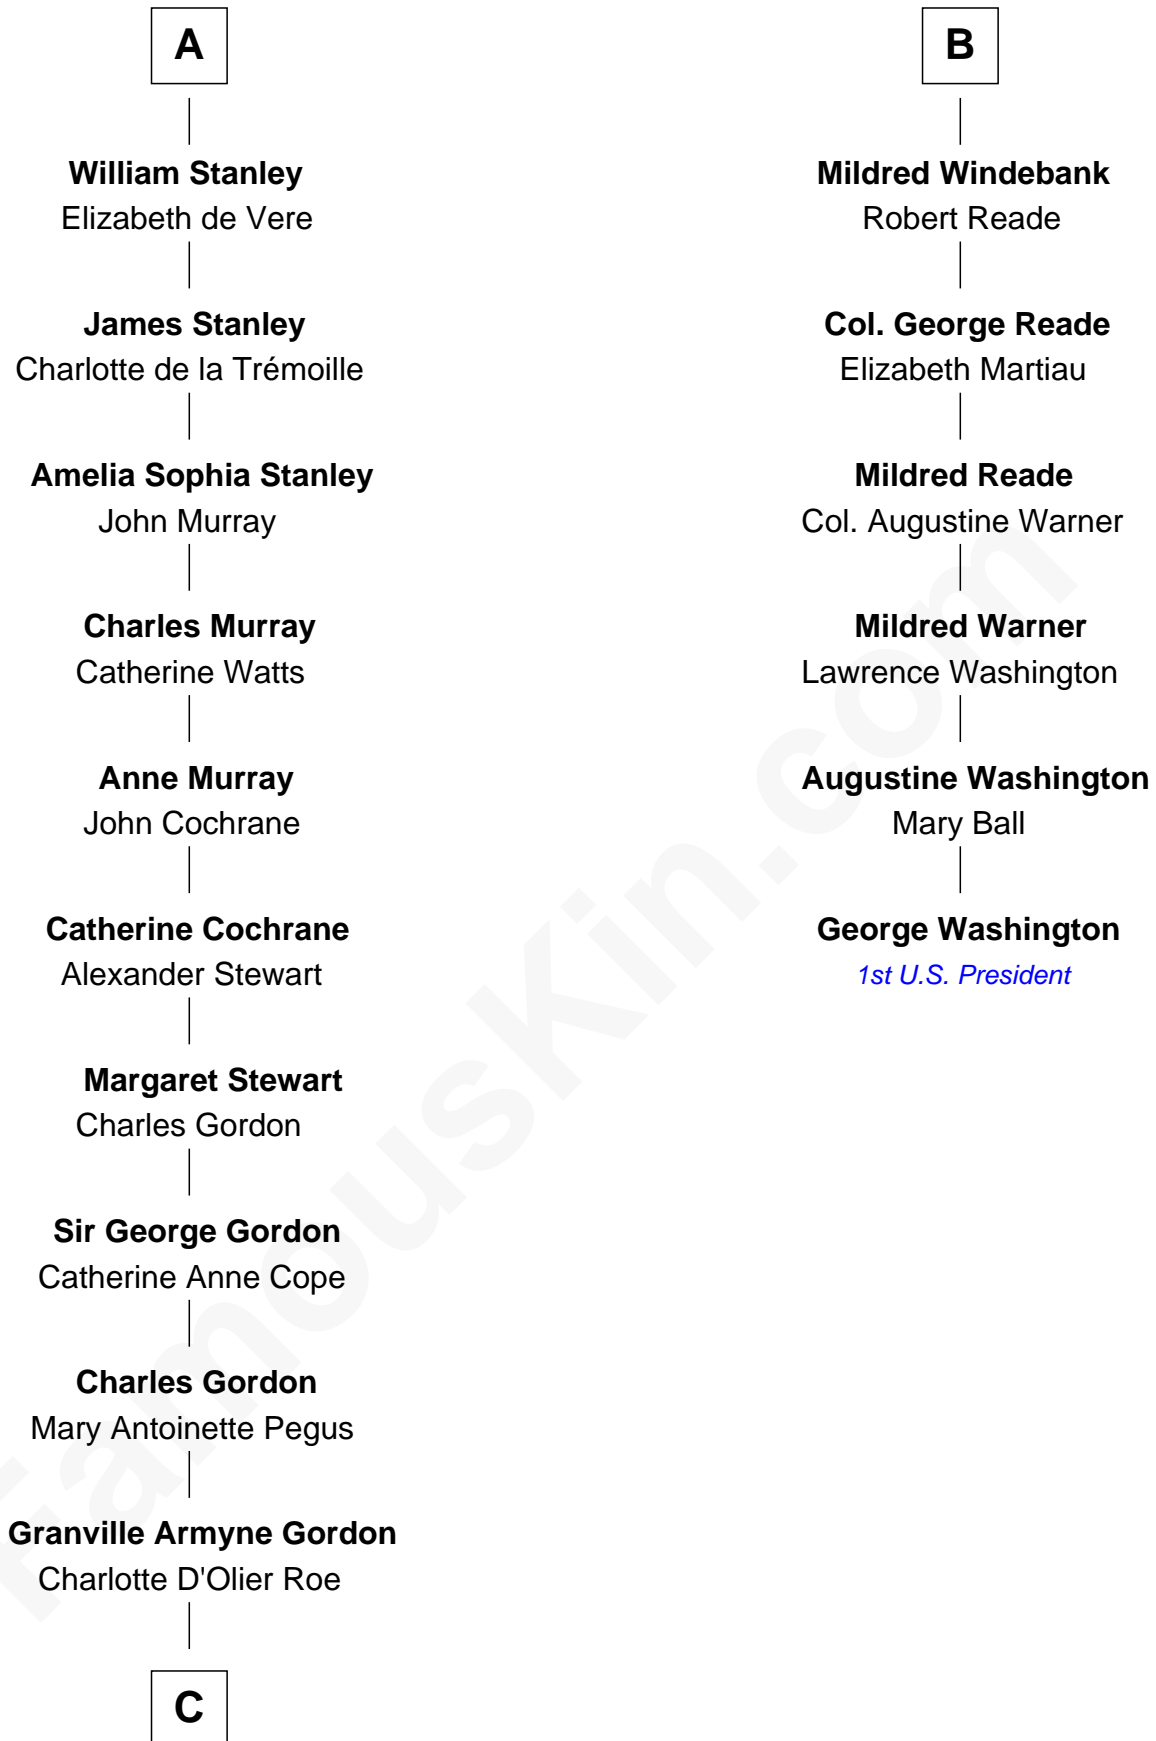 A
William Stanley
Elizabeth de Vere
James Stanley
Charlotte de la Trémoille
Amelia Sophia Stanley
John Murray
Charles Murray
Catherine Watts
Anne Murray
John Cochrane
Catherine Cochrane
Alexander Stewart
Margaret Stewart
Charles Gordon
Sir George Gordon
Catherine Anne Cope
Charles Gordon
Mary Antoinette Pegus
Granville Armyne Gordon
Charlotte D'Olier Roe
C
B
Mildred Windebank
Robert Reade
Col. George Reade
Elizabeth Martiau
Mildred Reade
Col. Augustine Warner
Mildred Warner
Lawrence Washington
Augustine Washington
Mary Ball
George Washington
1st U.S. President
FamousKin.com